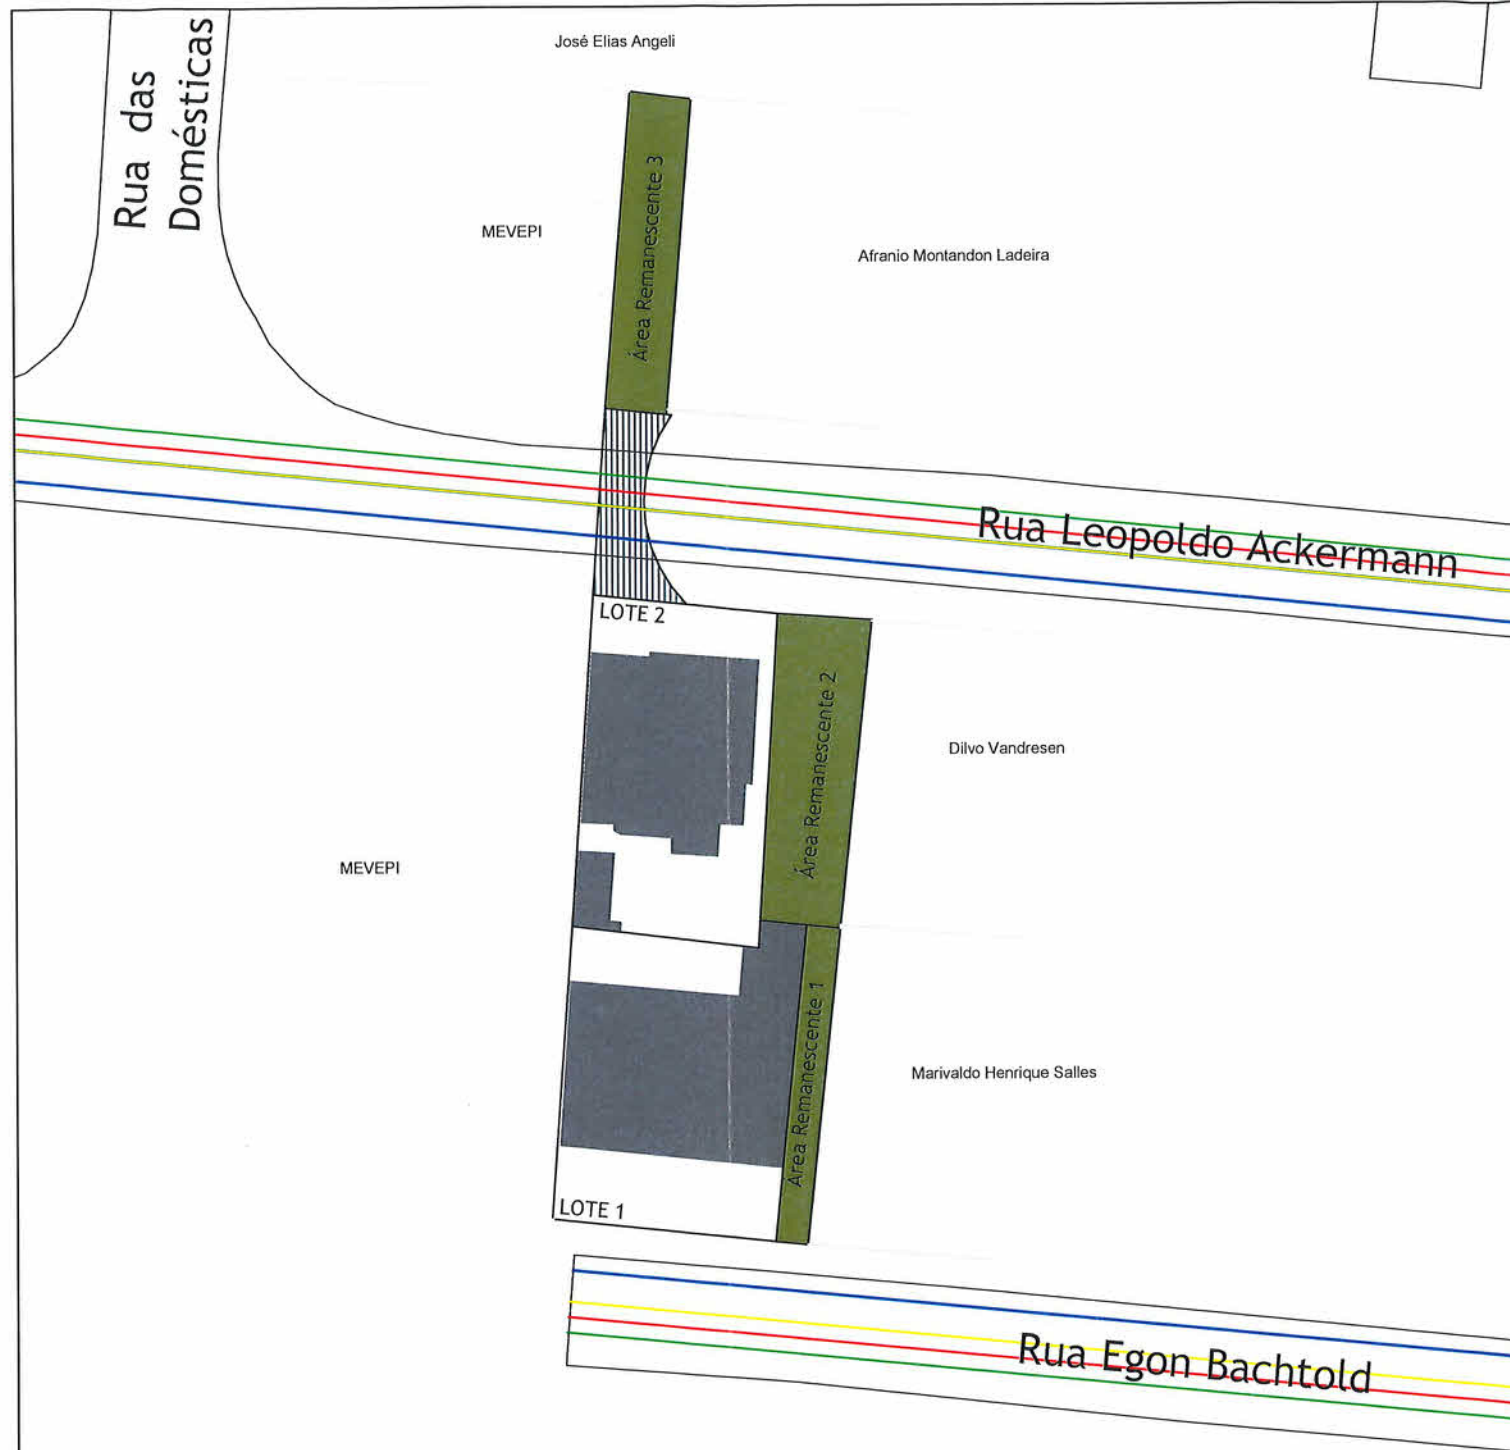 José Elias Angeli
Rua das
Domésticas
Área Remanescente 3
MEVEPI
Afranio Montandon Ladeira
Rua Leopoldo Ackermann
LOTE 2
Área Remanescente 2
Dilvo Vandresen
MEVEPI
Área Remanescente 1
Marivaldo Henrique Salles
LOTE 1
Rua Egon Bachtold